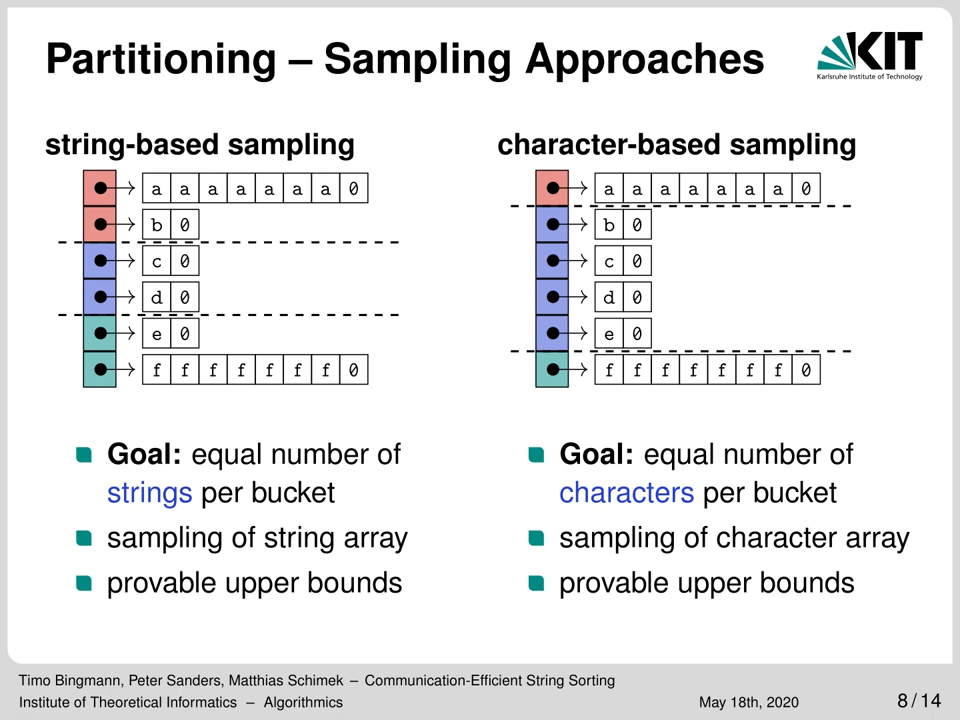 Partitioning – Sampling Approaches
KIT
Karlsruhe Institute of Technology
string-based sampling
a a a a a a a 0
b 0
c 0
d 0
e 0
f f f f f f f 0
Goal: equal number of
strings per bucket
sampling of string array
provable upper bounds
character-based sampling
a a a a a a a 0
b 0
c 0
d 0
e 0
f f f f f f f 0
Goal: equal number of
characters per bucket
sampling of character array
provable upper bounds
Timo Bingmann, Peter Sanders, Matthias Schimek – Communication-Efficient String Sorting
Institute of Theoretical Informatics – Algorithmics
May 18th, 2020
8 / 14